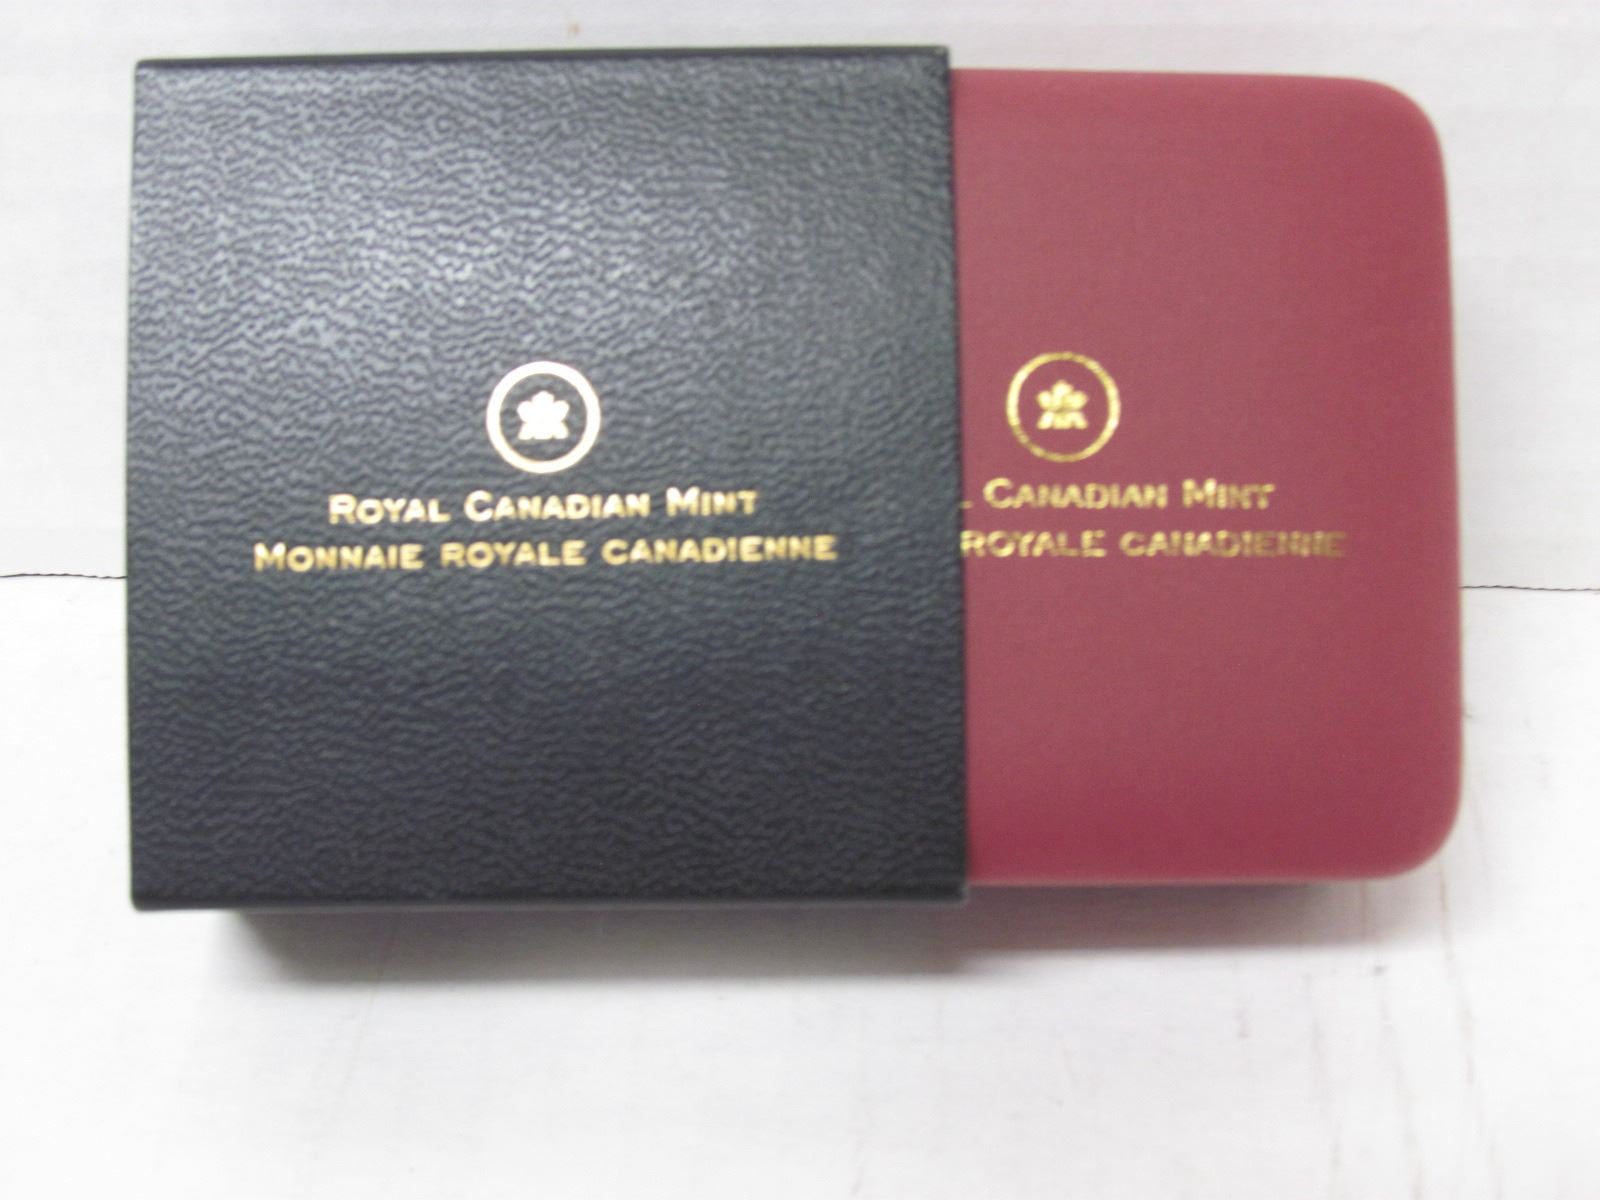 ROYAL CANADIAN MINT
MONNAIE ROYALE CANADIENNE
L CANADIAN MINT
ROYALE CANADIENNE